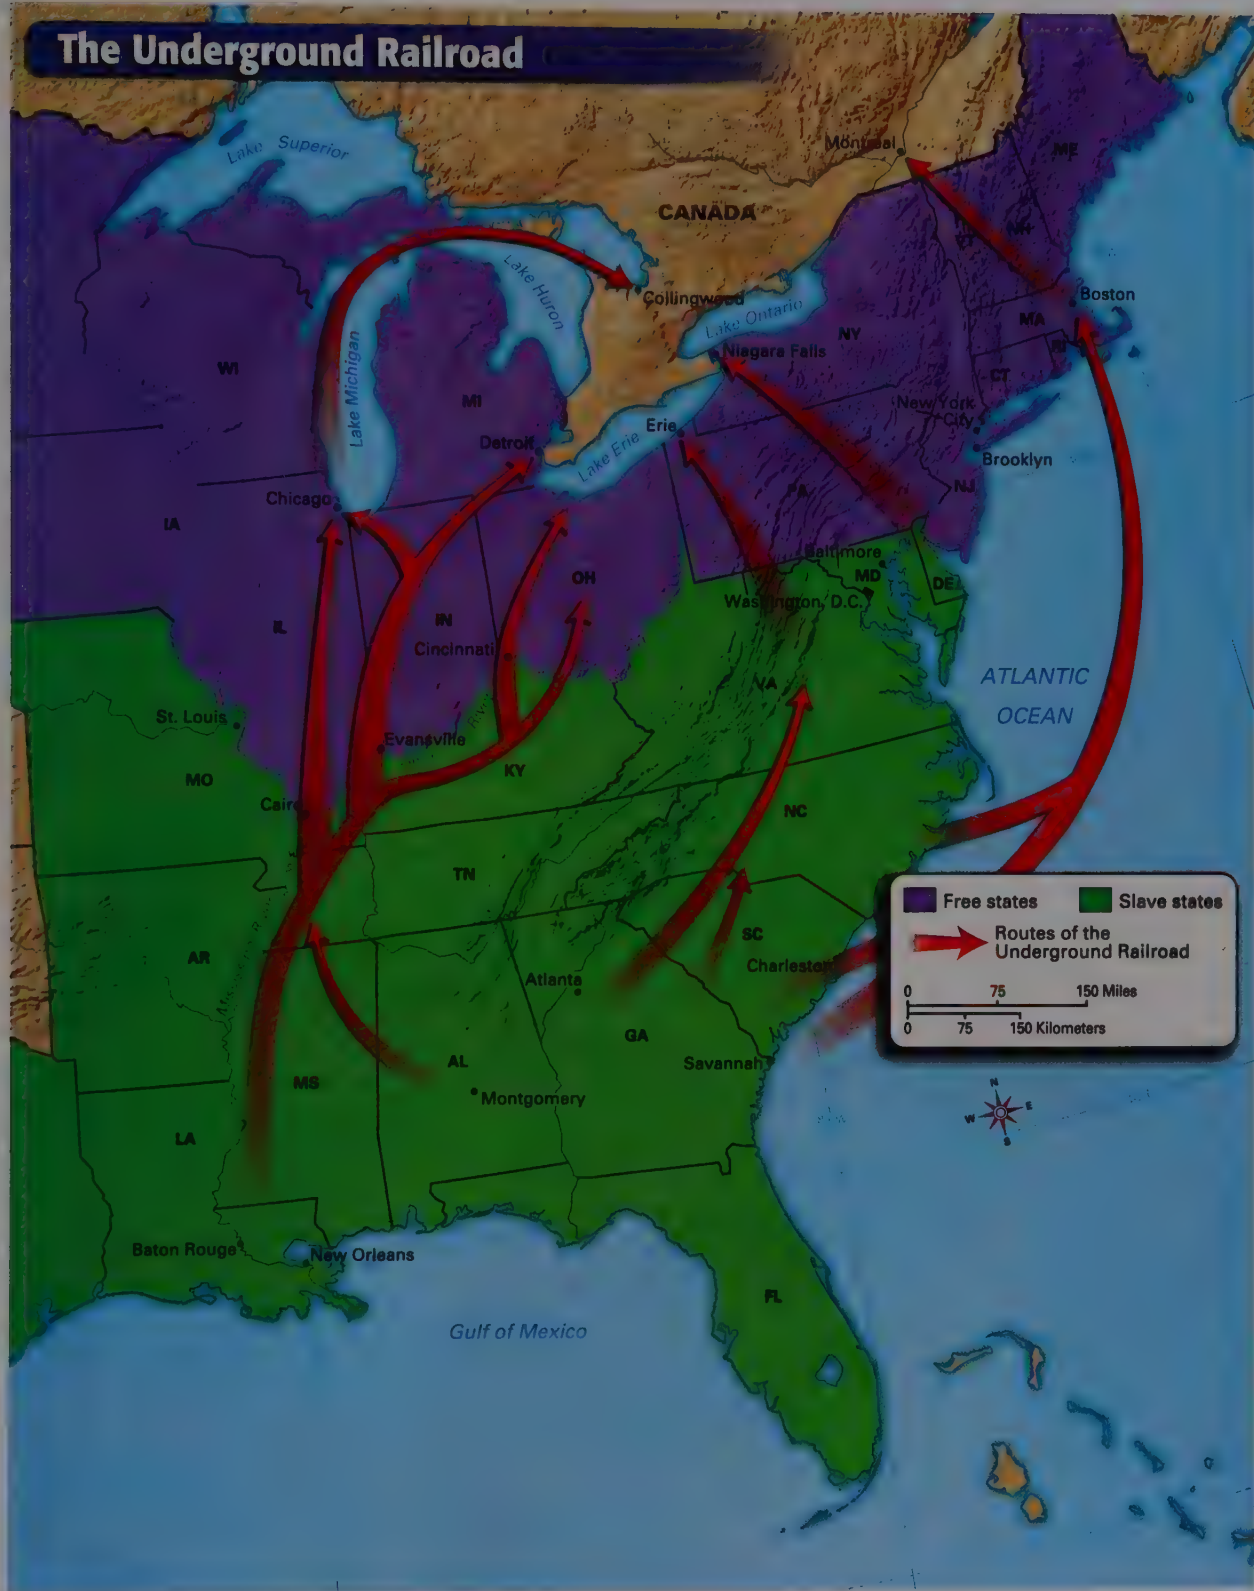 The Underground Railroad
Lake Superior
Montreal
ME
CANADA
VT
NH
Lake Huron
Collingwood
Boston
Lake Ontario
MA
NY
Niagara Falls
RI
Lake Michigan
WI
CT
MI
New York
City
Erie
Detroit
Lake Erie
Brooklyn
Chicago
PA
NJ
IA
Baltimore
OH
MD
DE
Washington, D.C.
IL
IN
Cincinnati
ATLANTIC
OCEAN
VA
River
St. Louis
Evansville
KY
MO
Cairo
NC
TN
Free states
Slave states
Routes of the
Underground Railroad
SC
AR
Charleston
Atlanta
0 75 150 Miles
0 75 150 Kilometers
GA
Savannah
AL
MS
Montgomery
N
W E
S
LA
Baton Rouge
New Orleans
FL
Gulf of Mexico